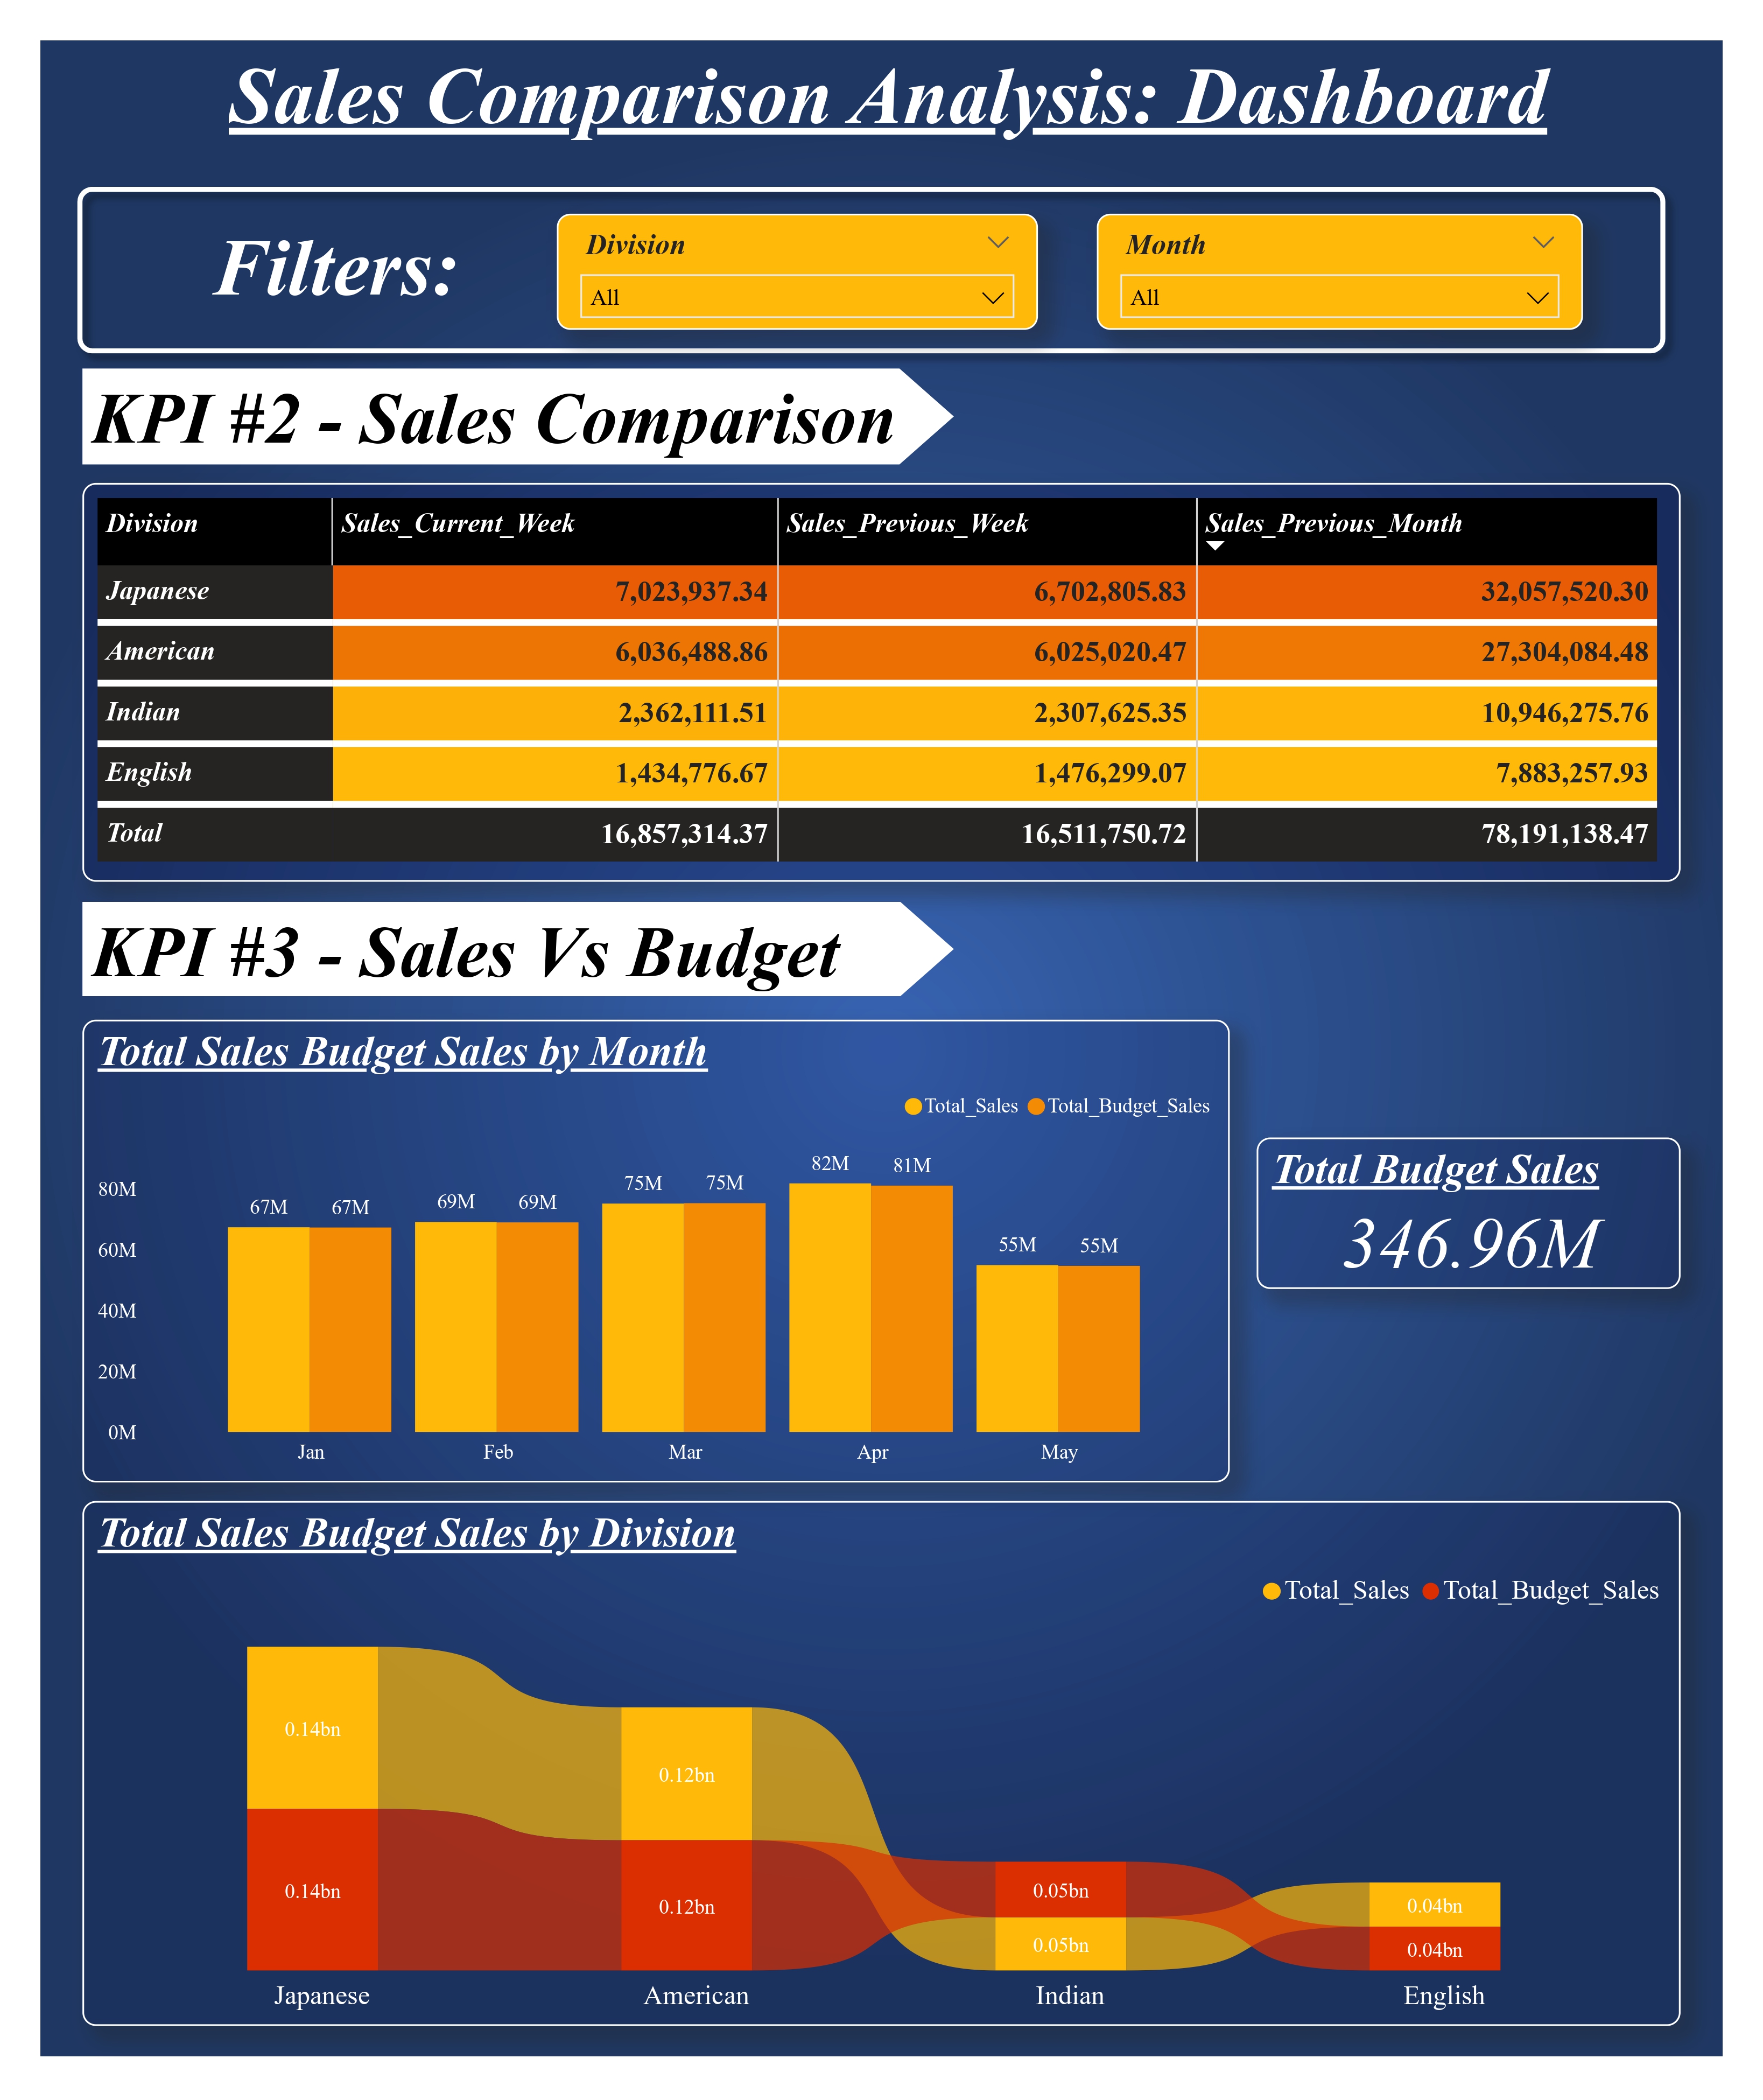 Sales Comparison Analysis: Dashboard
Filters:
Division
All
Month
All
KPI #2 - Sales Comparison
Division Sales_Current_Week Sales_Previous_Week Sales_Previous_Month
Japanese 7,023,937.34 6,702,805.83 32,057,520.30
American 6,036,488.86 6,025,020.47 27,304,084.48
Indian 2,362,111.51 2,307,625.35 10,946,275.76
English 1,434,776.67 1,476,299.07 7,883,257.93
Total 16,857,314.37 16,511,750.72 78,191,138.47
KPI #3 - Sales Vs Budget
Total Sales Budget Sales by Month
Total_Sales Total_Budget_Sales
80M
60M
40M
20M
0M
67M 67M 69M 69M 75M 75M 82M 81M 55M 55M
Jan Feb Mar Apr May
Total Budget Sales
346.96M
Total Sales Budget Sales by Division
Total_Sales Total_Budget_Sales
0.14bn 0.12bn 0.05bn 0.04bn
0.14bn 0.12bn 0.05bn 0.04bn
Japanese American Indian English